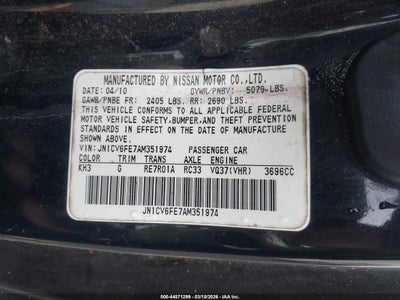 MANUFACTURED BY NISSAN MOTOR CO.,LTD.
DATE: 04/10 GVWR/PNBV: 5079 LBS.
GAWR/PNBE FR: 2405 LBS. RR: 2690 LBS.
THIS VEHICLE CONFORMS TO ALL APPLICABLE FEDERAL
MOTOR VEHICLE SAFETY, BUMPER, AND THEFT PREVENTION
STANDARDS IN EFFECT ON THE DATE OF MANUFACTURE
SHOWN ABOVE.
VIN: JN1CV6FE7AM351974 PASSENGER CAR
COLOR TRIM TRANS AXLE ENGINE
KH3 G RE7R01A RC33 VQ37(VHR) 3696CC
JN1CV6FE7AM351974
000-44571299 - 03/10/2026 - COPYRIGHT IAA